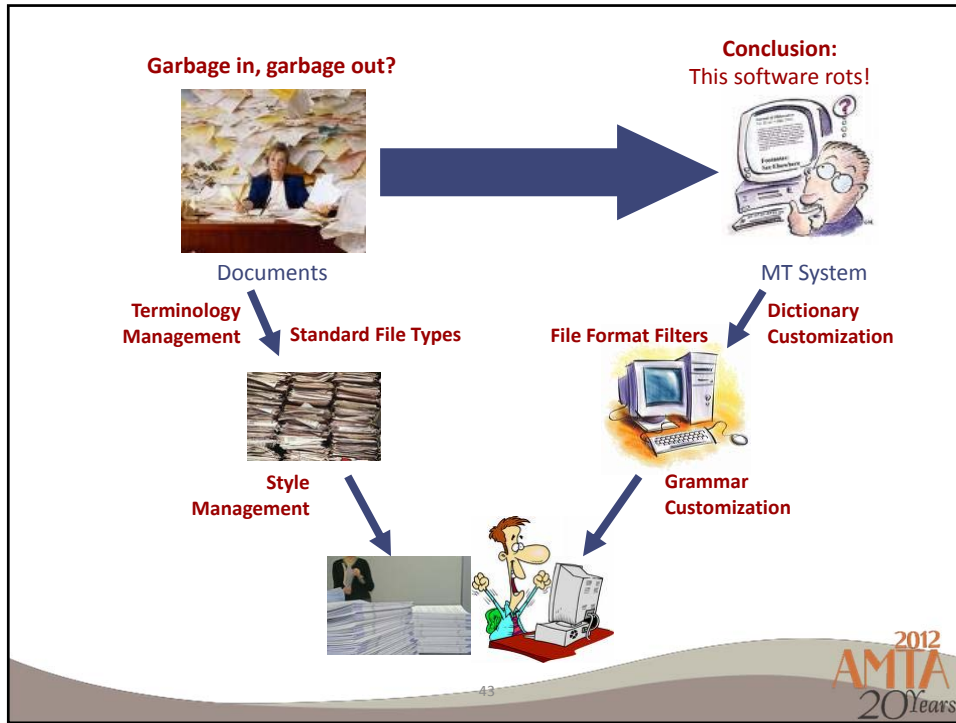 Garbage in, garbage out?
Conclusion:
This software rots!
Documents
MT System
Terminology
Management
Standard File Types
File Format Filters
Dictionary
Customization
Style
Management
Grammar
Customization
43
2012
AMTA
20 Years